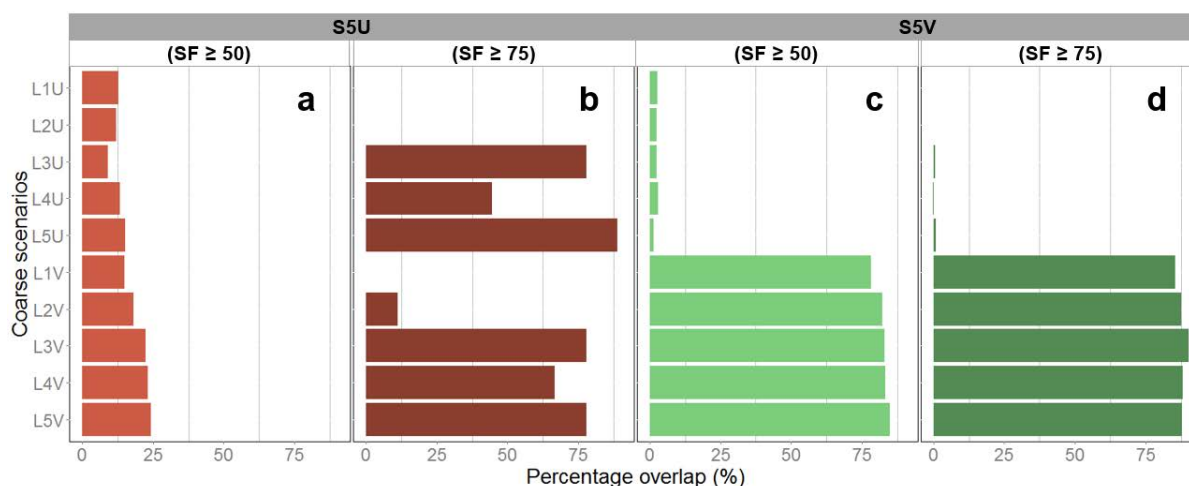 S5U S5V
(SF ≥ 50) (SF ≥ 75) (SF ≥ 50) (SF ≥ 75)
a b c d
Coarse scenarios
L1U
L2U
L3U
L4U
L5U
L1V
L2V
L3V
L4V
L5V
0 25 50 75 0 25 50 75 0 25 50 75 0 25 50 75
Percentage overlap (%)